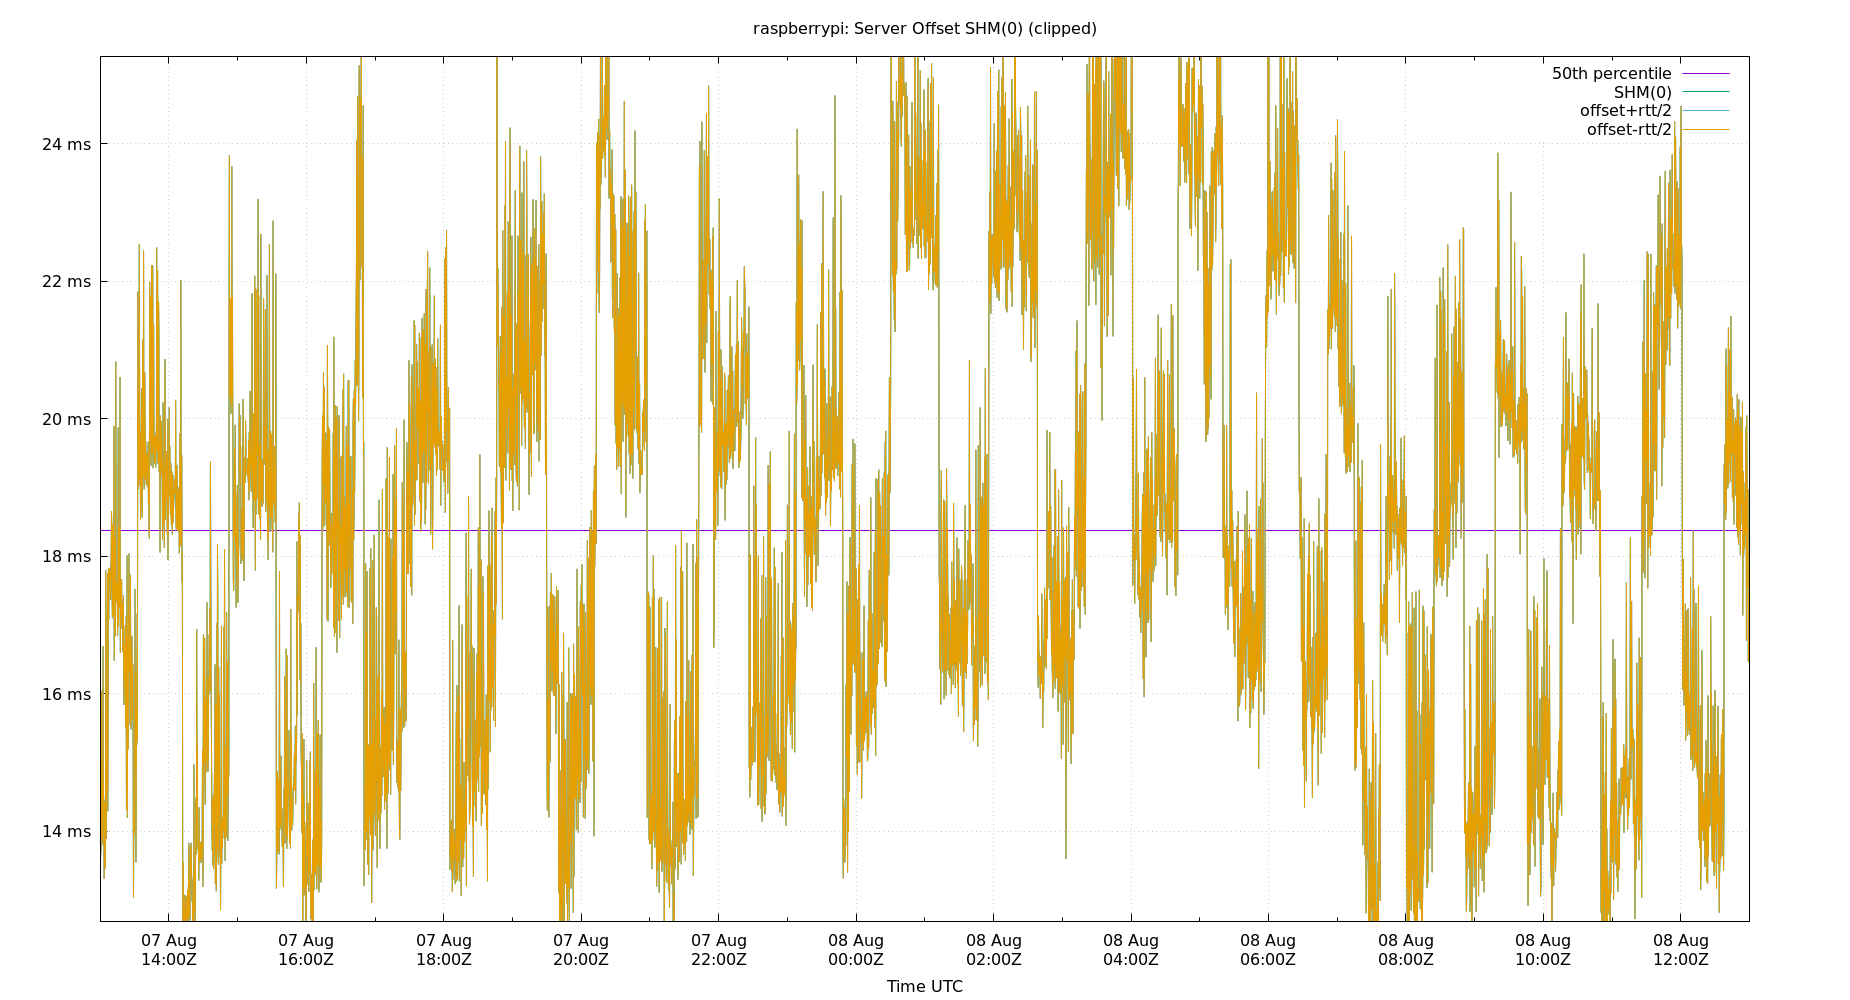 raspberrypi: Server Offset SHM(0) (clipped)
50th percentile
SHM(0)
offset+rtt/2
offset-rtt/2
24 ms
22 ms
20 ms
18 ms
16 ms
14 ms
07 Aug 07 Aug 07 Aug 07 Aug 07 Aug 08 Aug 08 Aug 08 Aug 08 Aug 08 Aug 08 Aug 08 Aug
14:00Z 16:00Z 18:00Z 20:00Z 22:00Z 00:00Z 02:00Z 04:00Z 06:00Z 08:00Z 10:00Z 12:00Z
Time UTC